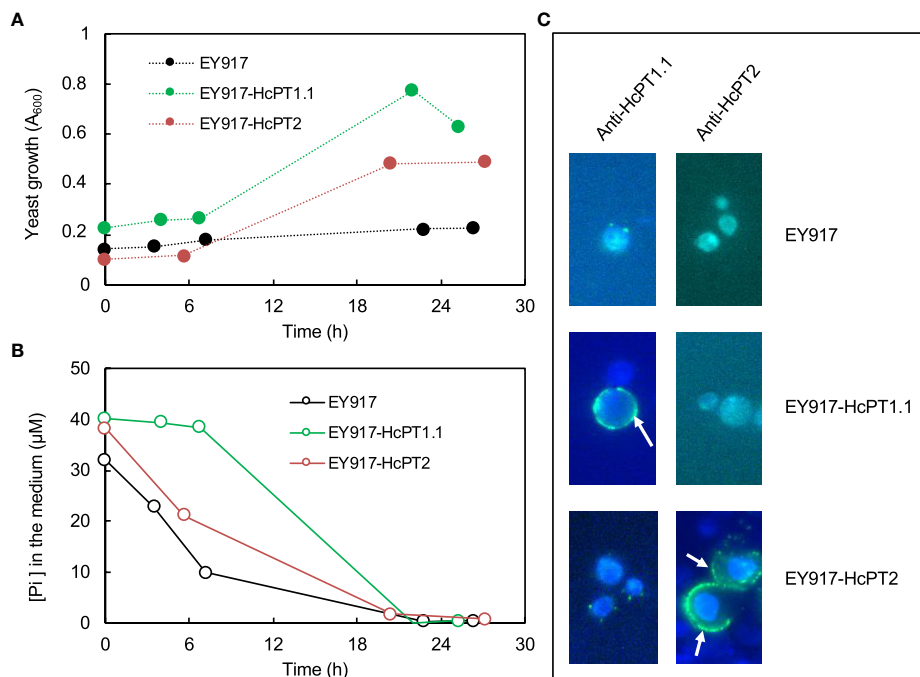 A
Yeast growth (A600)
1
0.8
0.6
0.4
0.2
0
EY917
EY917-HcPT1.1
EY917-HcPT2
0 6 12 18 24 30
Time (h)
B
[Pi ] in the medium (µM)
50
40
30
20
10
0
EY917
EY917-HcPT1.1
EY917-HcPT2
0 6 12 18 24 30
Time (h)
C
Anti-HcPT1.1
Anti-HcPT2
EY917
EY917-HcPT1.1
EY917-HcPT2